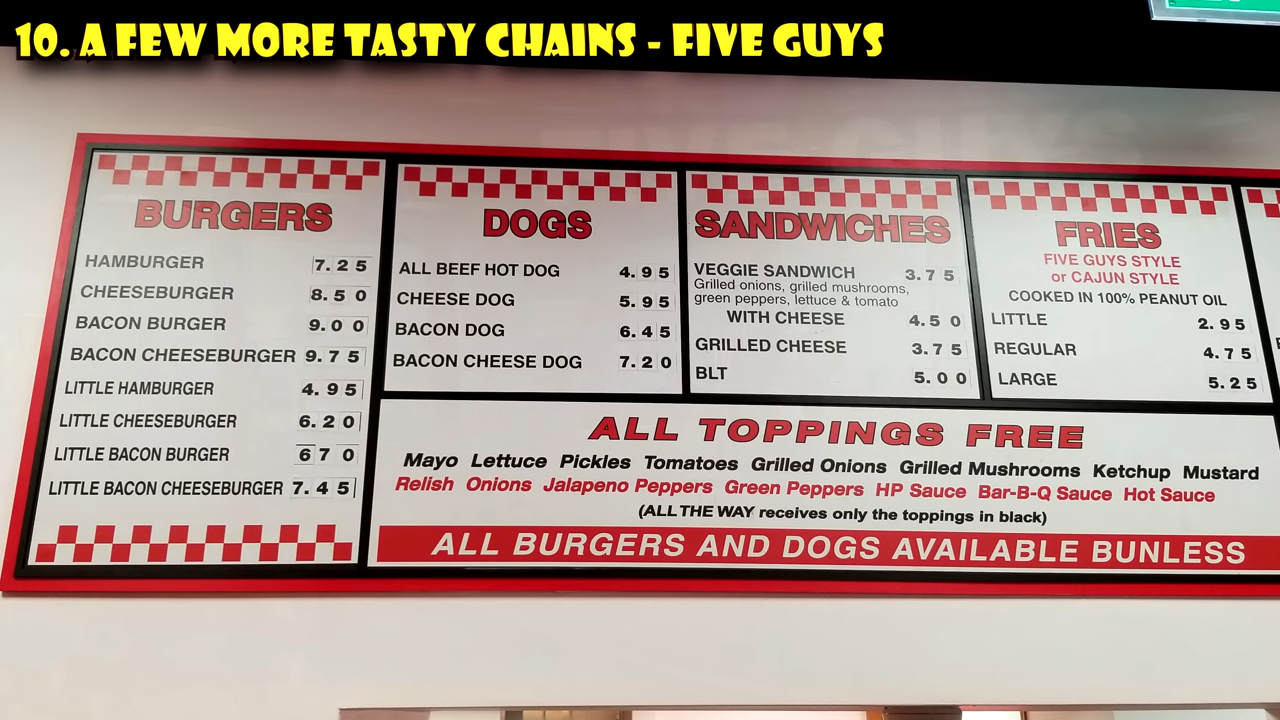 10. A FEW MORE TASTY CHAINS - FIVE GUYS
BURGERS
HAMBURGER 7.25
CHEESEBURGER 8.50
BACON BURGER 9.00
BACON CHEESEBURGER 9.75
LITTLE HAMBURGER 4.95
LITTLE CHEESEBURGER 6.20
LITTLE BACON BURGER 670
LITTLE BACON CHEESEBURGER 7.45
DOGS
ALL BEEF HOT DOG 4.95
CHEESE DOG 5.95
BACON DOG 6.45
BACON CHEESE DOG 7.20
SANDWICHES
VEGGIE SANDWICH 3.75
Grilled onions, grilled mushrooms,
green peppers, lettuce & tomato
WITH CHEESE 4.50
GRILLED CHEESE 3.75
BLT 5.00
FRIES
FIVE GUYS STYLE
or CAJUN STYLE
COOKED IN 100% PEANUT OIL
LITTLE 2.95
REGULAR 4.75
LARGE 5.25
ALL TOPPINGS FREE
Mayo Lettuce Pickles Tomatoes Grilled Onions Grilled Mushrooms Ketchup Mustard
Relish Onions Jalapeno Peppers Green Peppers HP Sauce Bar-B-Q Sauce Hot Sauce
(ALL THE WAY receives only the toppings in black)
ALL BURGERS AND DOGS AVAILABLE BUNLESS